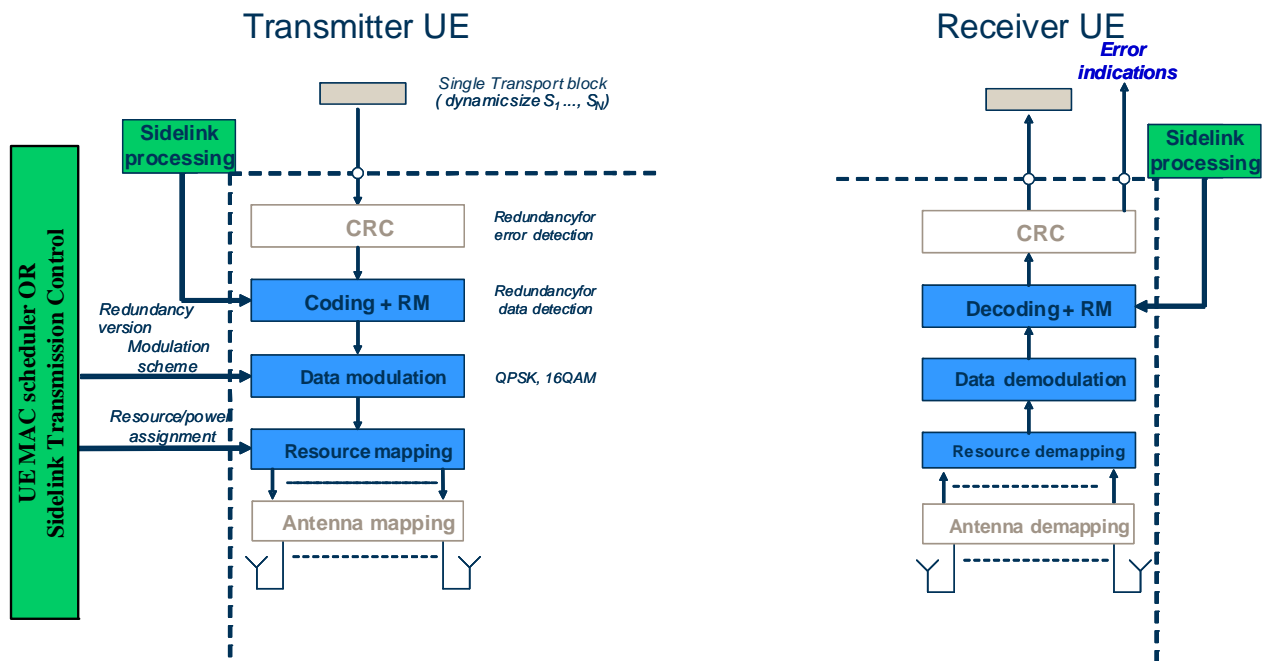 Transmitter UE
Single Transport block
( dynamic size S1 ..., SN)
Sidelink
processing
UE MAC scheduler OR
Sidelink Transmission Control
CRC
Redundancyfor
error detection
Coding + RM
Redundancyfor
data detection
Redundancy
version
Modulation
scheme
Data modulation
QPSK, 16QAM
Resource/power
assignment
Resource mapping
Antenna mapping
Receiver UE
Error
indications
Sidelink
processing
CRC
Decoding + RM
Data demodulation
Resource demapping
Antenna demapping